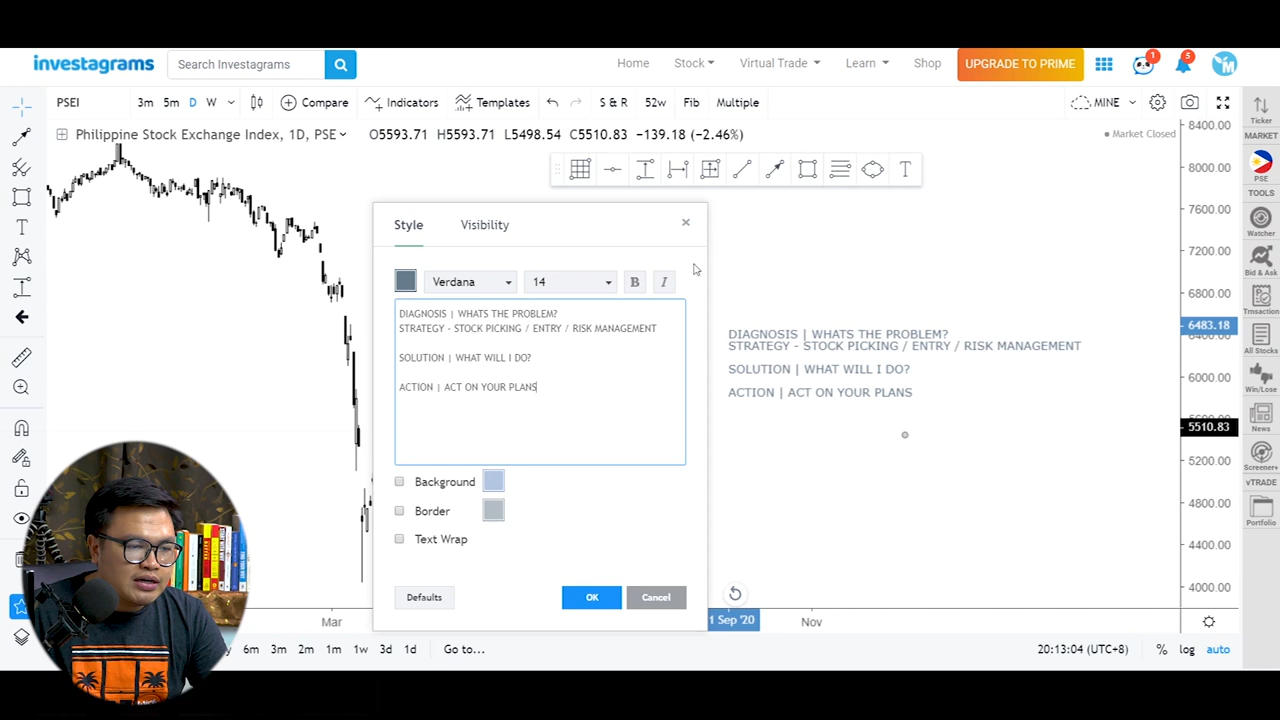 investagrams
Search Investagrams
Home
Stock
Virtual Trade
Learn
Shop
UPGRADE TO PRIME
1
5
PSEI
3m
5m
D
W
Compare
Indicators
Templates
S & R
52w
Fib
Multiple
MINE
Philippine Stock Exchange Index, 1D, PSE
O5593.71 H5593.71 L5498.54 C5510.83 −139.18 (−2.46%)
Market Closed
8400.00
8000.00
7600.00
7200.00
6800.00
6483.18
6400.00
6000.00
5600.00
5510.83
5200.00
4800.00
4400.00
4000.00
Ticker
MARKET
PSE
TOOLS
Watcher
Bid & Ask
Trnsaction
All Stocks
Win/Lose
News
Screener+
vTRADE
Portfolio
Style
Visibility
Verdana
14
B
I
DIAGNOSIS | WHATS THE PROBLEM?
STRATEGY - STOCK PICKING / ENTRY / RISK MANAGEMENT
SOLUTION | WHAT WILL I DO?
ACTION | ACT ON YOUR PLANS
Background
Border
Text Wrap
Defaults
OK
Cancel
DIAGNOSIS | WHATS THE PROBLEM?
STRATEGY - STOCK PICKING / ENTRY / RISK MANAGEMENT
SOLUTION | WHAT WILL I DO?
ACTION | ACT ON YOUR PLANS
Mar
1 Sep '20
Nov
6m
3m
2m
1m
1w
3d
1d
Go to...
20:13:04 (UTC+8)
%
log
auto